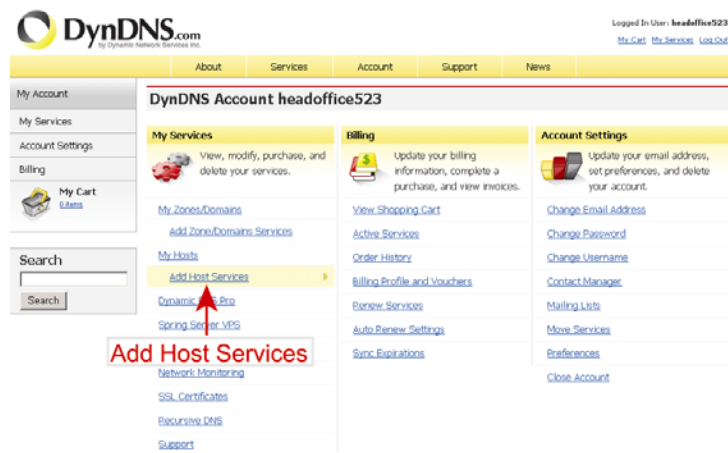 DynDNS.com
by Dynamic Network Services Inc.
Logged In User: headoffice523
My Cart My Services Log Out
About Services Account Support News
My Account
My Services
Account Settings
Billing
My Cart
0 items
Search
Search
DynDNS Account headoffice523
My Services
View, modify, purchase, and
delete your services.
My Zones/Domains
Add Zone/Domains Services
My Hosts
Add Host Services
Dynamic DNS Pro
Spring Server VPS
Add Host Services
Network Monitoring
SSL Certificates
Recursive DNS
Support
Billing
Update your billing
information, complete a
purchase, and view invoices.
View Shopping Cart
Active Services
Order History
Billing Profile and Vouchers
Renew Services
Auto Renew Settings
Sync Expirations
Account Settings
Update your email address,
set preferences, and delete
your account.
Change Email Address
Change Password
Change Username
Contact Manager
Mailing Lists
Move Services
Preferences
Close Account